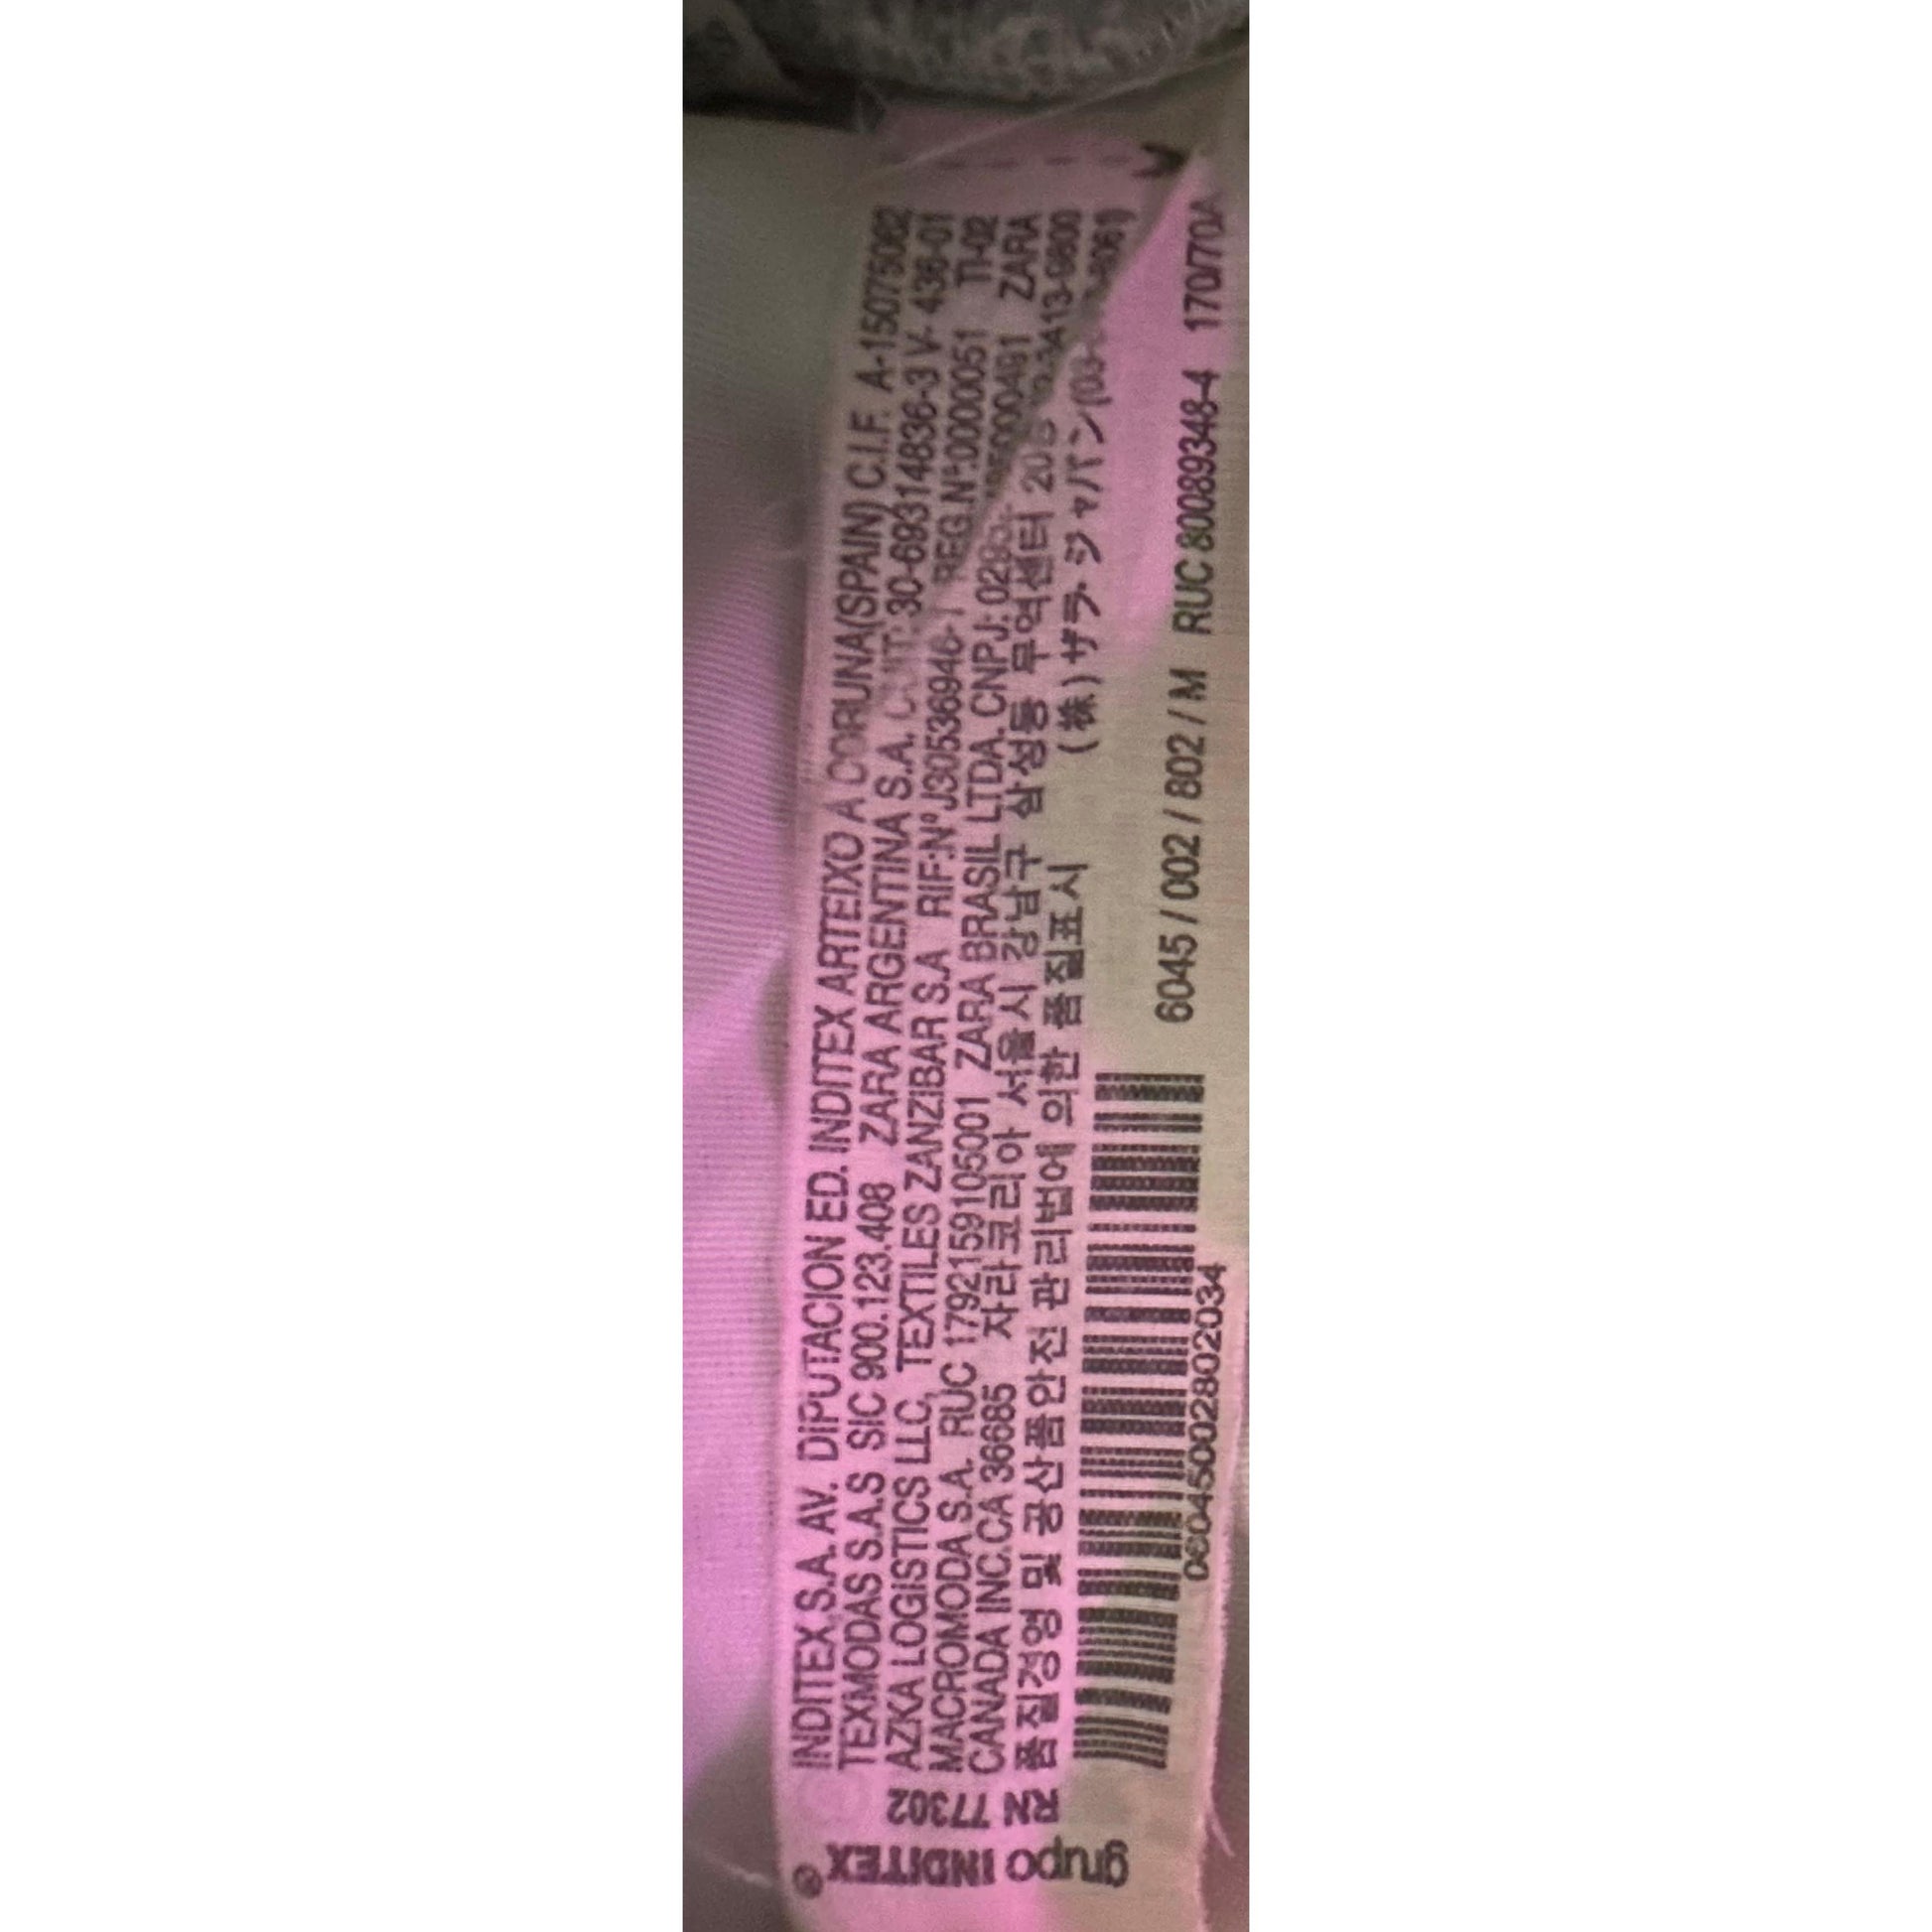 grupo INDITEX®
RN 77302
INDITEX,S.A. AV. DIPUTACION ED. INDITEX ARTEIXO A CORUNA(SPAIN) C.I.F. A-15075062
TEXMODAS S.A.S SIC 900.123.408 ZARA ARGENTINA S.A. 30-69314836-3 V- 436-01
AZKA LOGISTICS LLC, TEXTILES ZANZIBAR S.A RIF:Nº J30536946-1 REG.Nº:0000051 TI-02
MACROMODA S.A. RUC 1792159105001 ZARA BRASIL LTDA. CNPJ: ZARA
CANADA INC.CA 36685 자라코리아 서울시 강남구 삼성동 무역센터
품질경영 및 공산품안전 관리법에 의한 품질표시 (株)ザラ・ジャパン
6045 / 002 / 802 / M RUC 80089348-4 170/70A
06045002802034